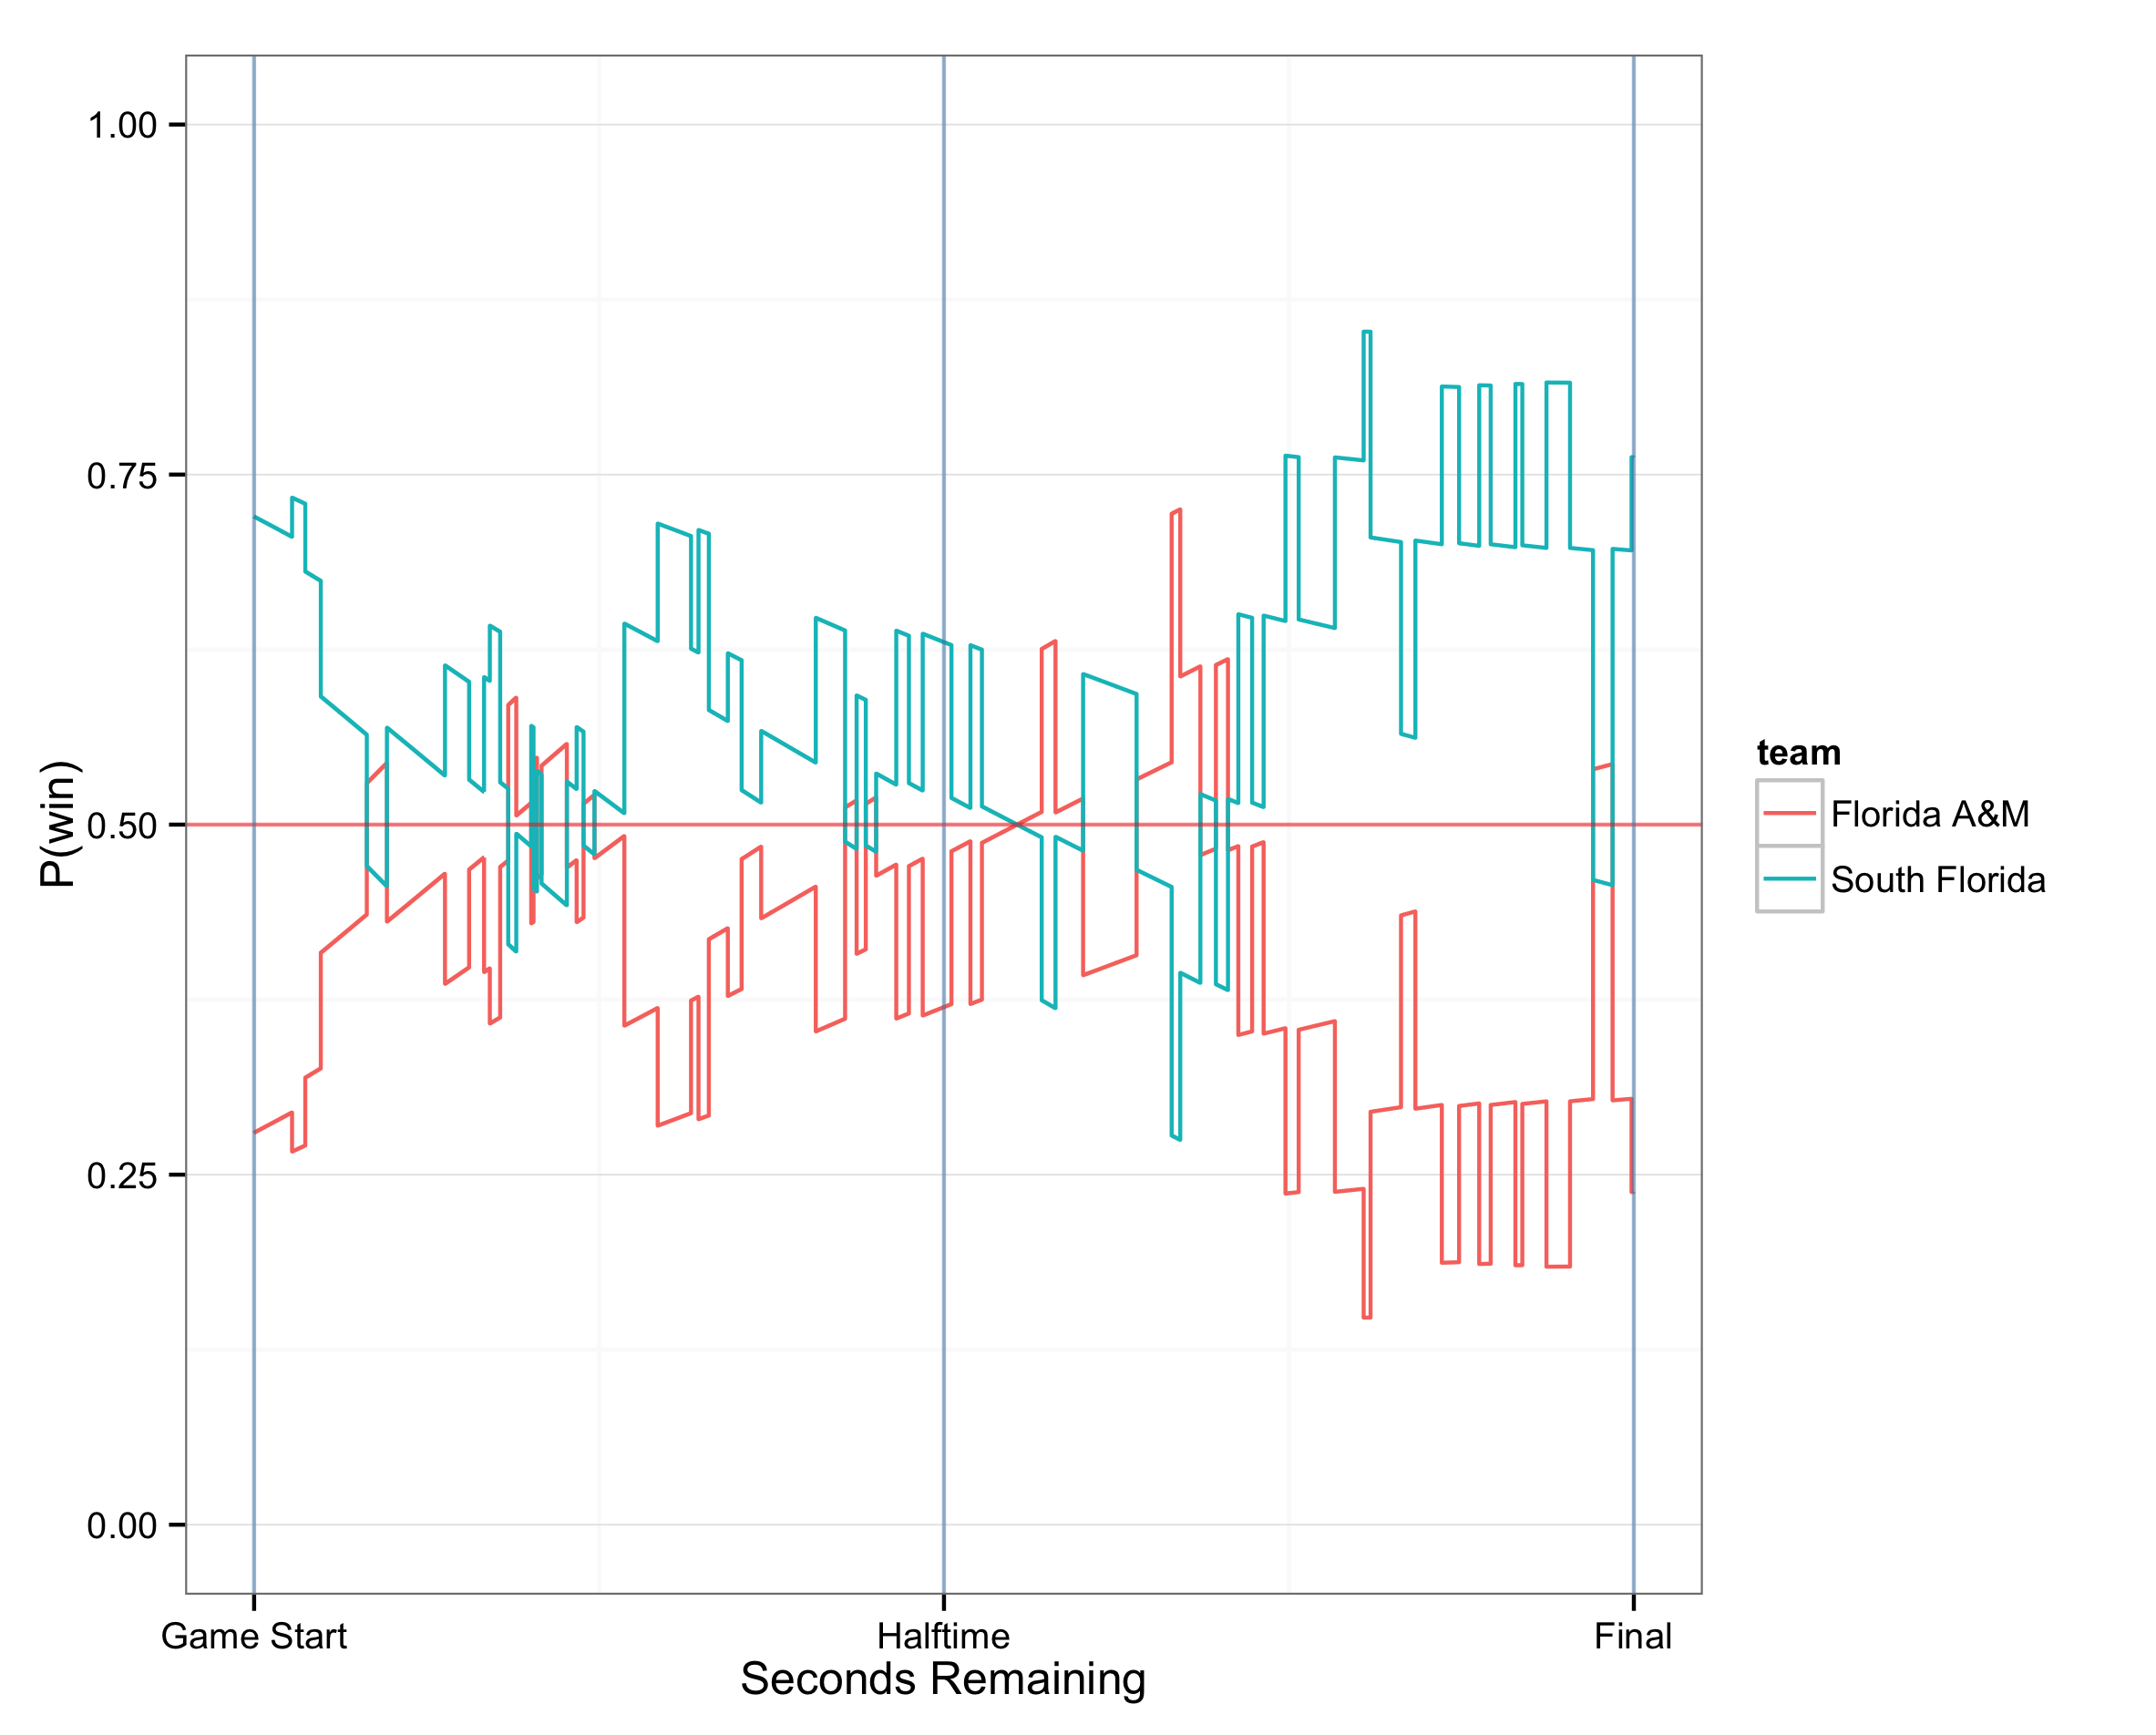 1.00
0.75
0.50
0.25
0.00
P(win)
Game Start
Halftime
Final
Seconds Remaining
team
Florida A&M
South Florida